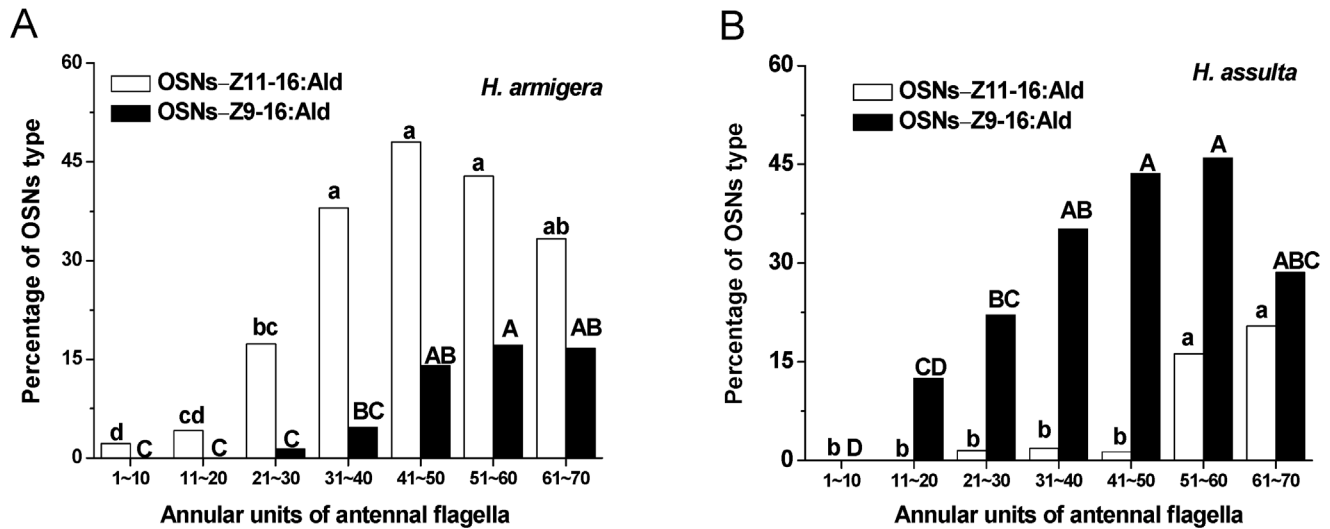 A
Percentage of OSNs type
60
45
30
15
0
OSNs–Z11-16:Ald
OSNs–Z9-16:Ald
H. armigera
d C
cd C
bc C
a BC
a AB
a A
ab AB
1~10 11~20 21~30 31~40 41~50 51~60 61~70
Annular units of antennal flagella
B
Percentage of OSNs type
60
45
30
15
0
OSNs–Z11-16:Ald
OSNs–Z9-16:Ald
H. assulta
b D
b CD
b BC
b AB
b A
a A
a ABC
1~10 11~20 21~30 31~40 41~50 51~60 61~70
Annular units of antennal flagella